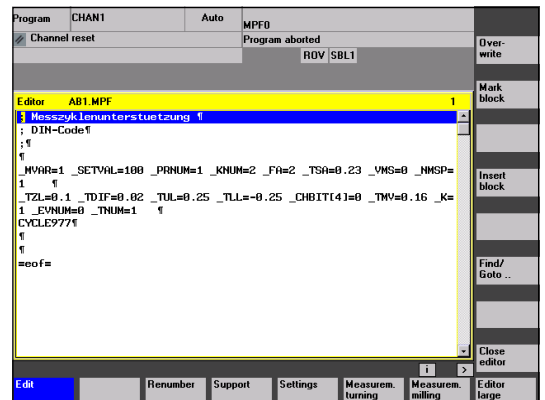 Program CHAN1 Auto MPF0
Channel reset Program aborted
ROV SBL1
Editor AB1.MPF 1
; Messzyklenunterstuetzung ¶
; DIN-Code¶
;¶
¶
_MVAR=1 _SETVAL=100 _PRNUM=1 _KNUM=2 _FA=2 _TSA=0.23 _VMS=0 _NMSP=
1 ¶
_TZL=0.1 _TDIF=0.02 _TUL=0.25 _TLL=-0.25 _CHBIT[4]=0 _TMV=0.16 _K=
1 _EVNUM=0 _TNUM=1 ¶
CYCLE977¶
¶
¶
=eof=
Over-
write
Mark
block
Insert
block
Find/
Goto ..
Close
editor
i >
Edit Renumber Support Settings Measurem. turning Measurem. milling Editor large